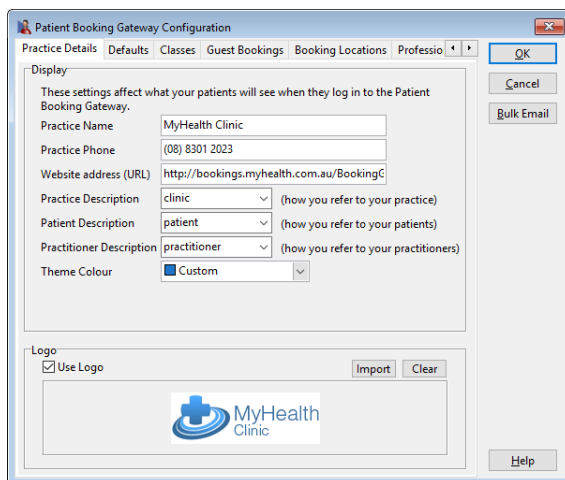 Patient Booking Gateway Configuration
Practice Details Defaults Classes Guest Bookings Booking Locations Professio
OK
Cancel
Bulk Email
Display
These settings affect what your patients will see when they log in to the Patient
Booking Gateway.
Practice Name MyHealth Clinic
Practice Phone (08) 8301 2023
Website address (URL) http://bookings.myhealth.com.au/BookingG
Practice Description clinic (how you refer to your practice)
Patient Description patient (how you refer to your patients)
Practitioner Description practitioner (how you refer to your practitioners)
Theme Colour Custom
Logo
Use Logo Import Clear
MyHealth
Clinic
Help